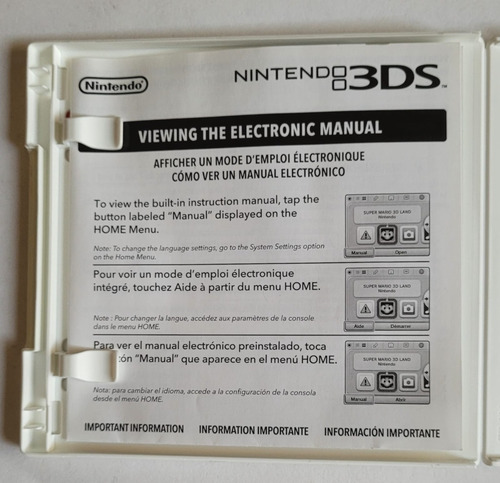 Nintendo
NINTENDO 3DS™
VIEWING THE ELECTRONIC MANUAL
AFFICHER UN MODE D'EMPLOI ÉLECTRONIQUE
CÓMO VER UN MANUAL ELECTRÓNICO
To view the built-in instruction manual, tap the
button labeled "Manual" displayed on the
HOME Menu.
Note: To change the language settings, go to the System Settings option
on the Home Menu.
SUPER MARIO 3D LAND
Nintendo
Manual Open
Pour voir un mode d'emploi électronique
intégré, touchez Aide à partir du menu HOME.
Note : Pour changer la langue, accédez aux paramètres de la console
dans le menu HOME.
SUPER MARIO 3D LAND
Nintendo
Aide Démarrer
Para ver el manual electrónico preinstalado, toca
ón "Manual" que aparece en el menú HOME.
Nota: para cambiar el idioma, accede a la configuración de la consola
desde el menú HOME.
SUPER MARIO 3D LAND
Nintendo
Manual Abrir
IMPORTANT INFORMATION INFORMATION IMPORTANTE INFORMACIÓN IMPORTANTE